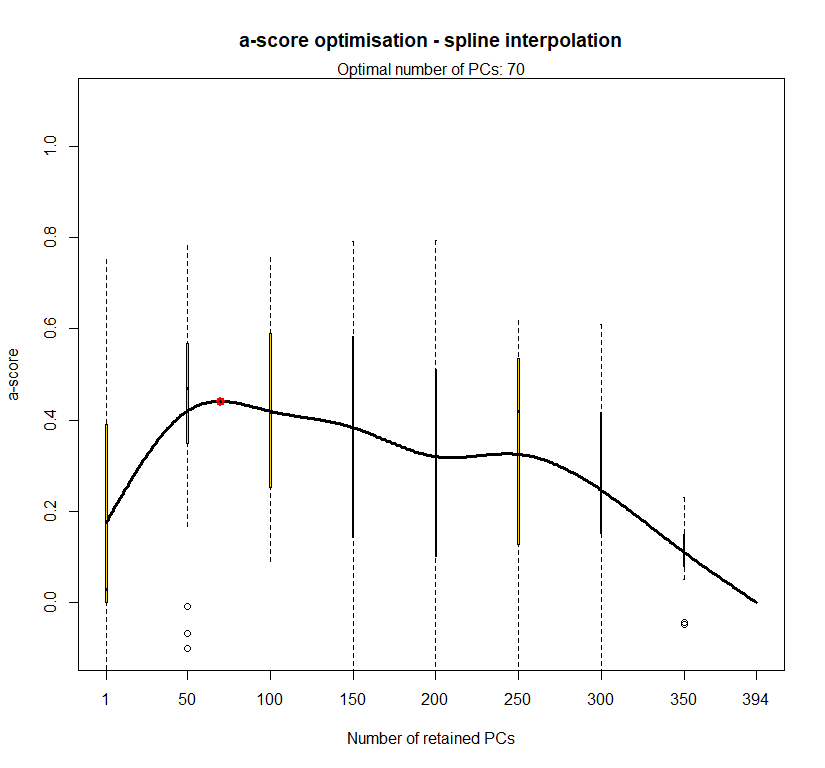 a-score optimisation - spline interpolation
Optimal number of PCs: 70
a-score
1.0
0.8
0.6
0.4
0.2
0.0
1 50 100 150 200 250 300 350 394
Number of retained PCs